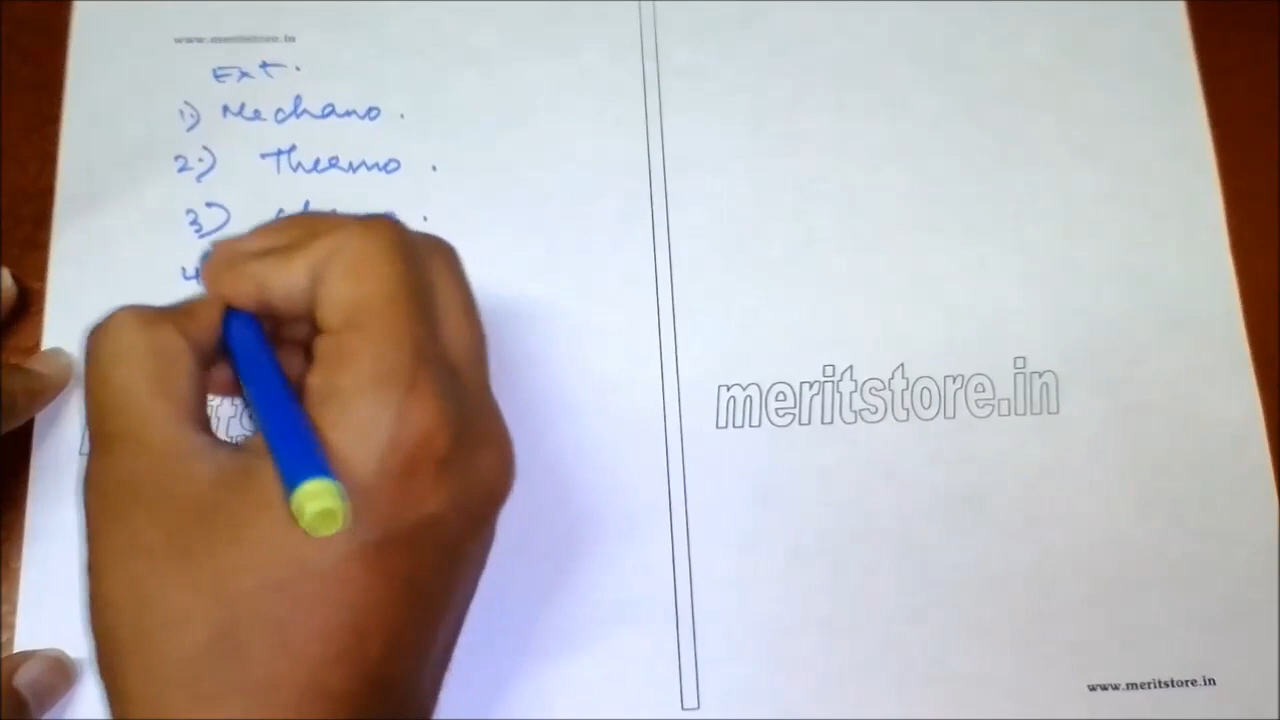 www.meritstore.in
Ext.
1.) Mechano.
2.) Thermo.
3)
4
meritstore.in
www.meritstore.in